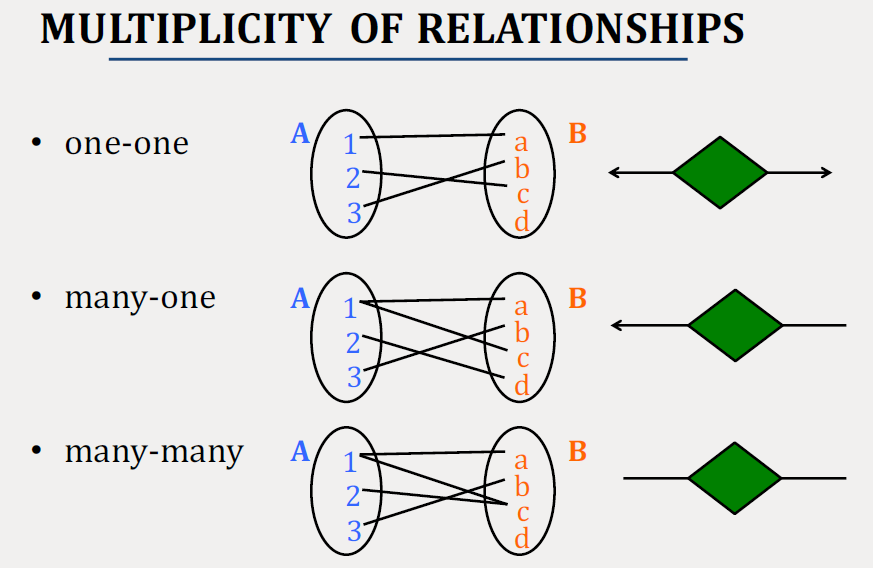 MULTIPLICITY OF RELATIONSHIPS
• one-one
A
1
2
3
a
b
c
d
B
• many-one
A
1
2
3
a
b
c
d
B
• many-many
A
1
2
3
a
b
c
d
B